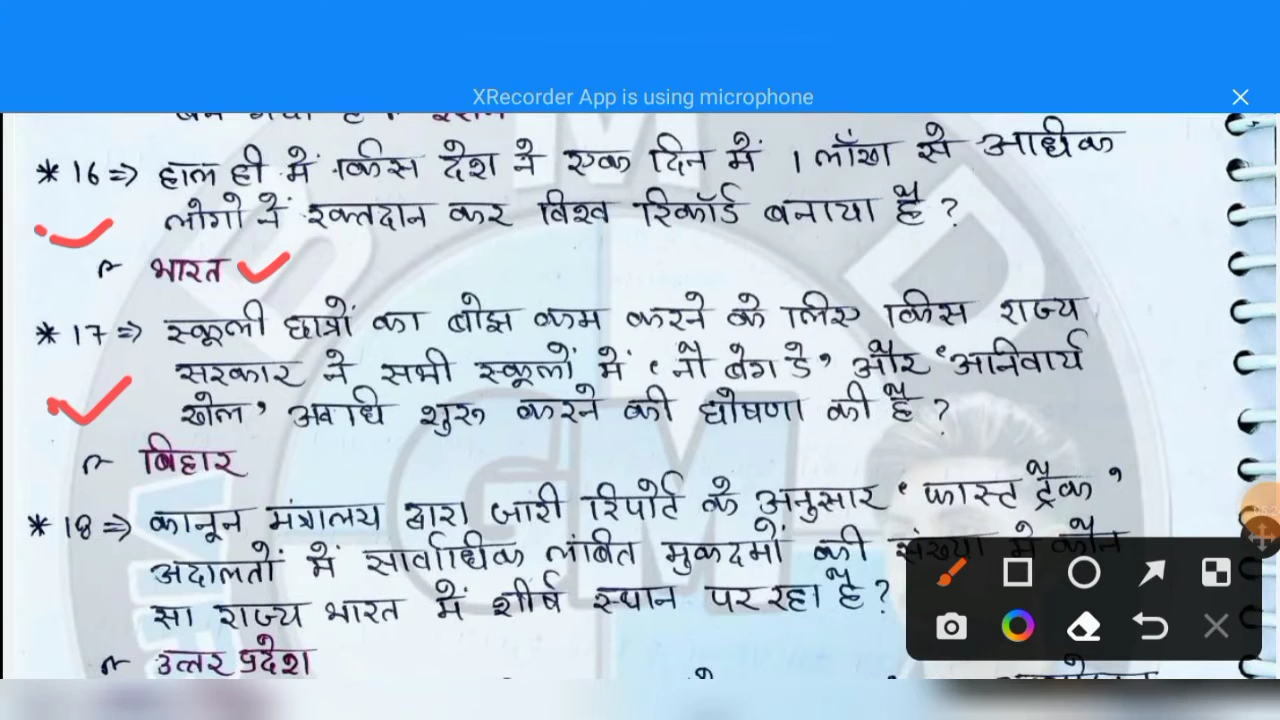 XRecorder App is using microphone
* 16 => हाल ही में किस देश ने एक दिन में 1 लाँख से अधिक
लोगो नें रक्तदान कर विश्व रिकॉर्ड बनाया है ?
भारत
* 17 => स्कूली छात्रों का बोझ कम करने के लिए किस राज्य
सरकार ने सभी स्कूलों में ‘ नो बैग डे’ और ‘अनिवार्य
खेल’ अवधि शुरू करने की घोषणा की है ?
बिहार
* 18 => कानून मंत्रालय द्वारा जारी रिपोर्ट के अनुसार ‘ फास्ट ट्रैक ’
अदालतों में सार्वाधिक लंबित मुकदमों की संख्या में कौन
सा राज्य भारत में शीर्ष स्थान पर रहा है ?
उत्तर प्रदेश